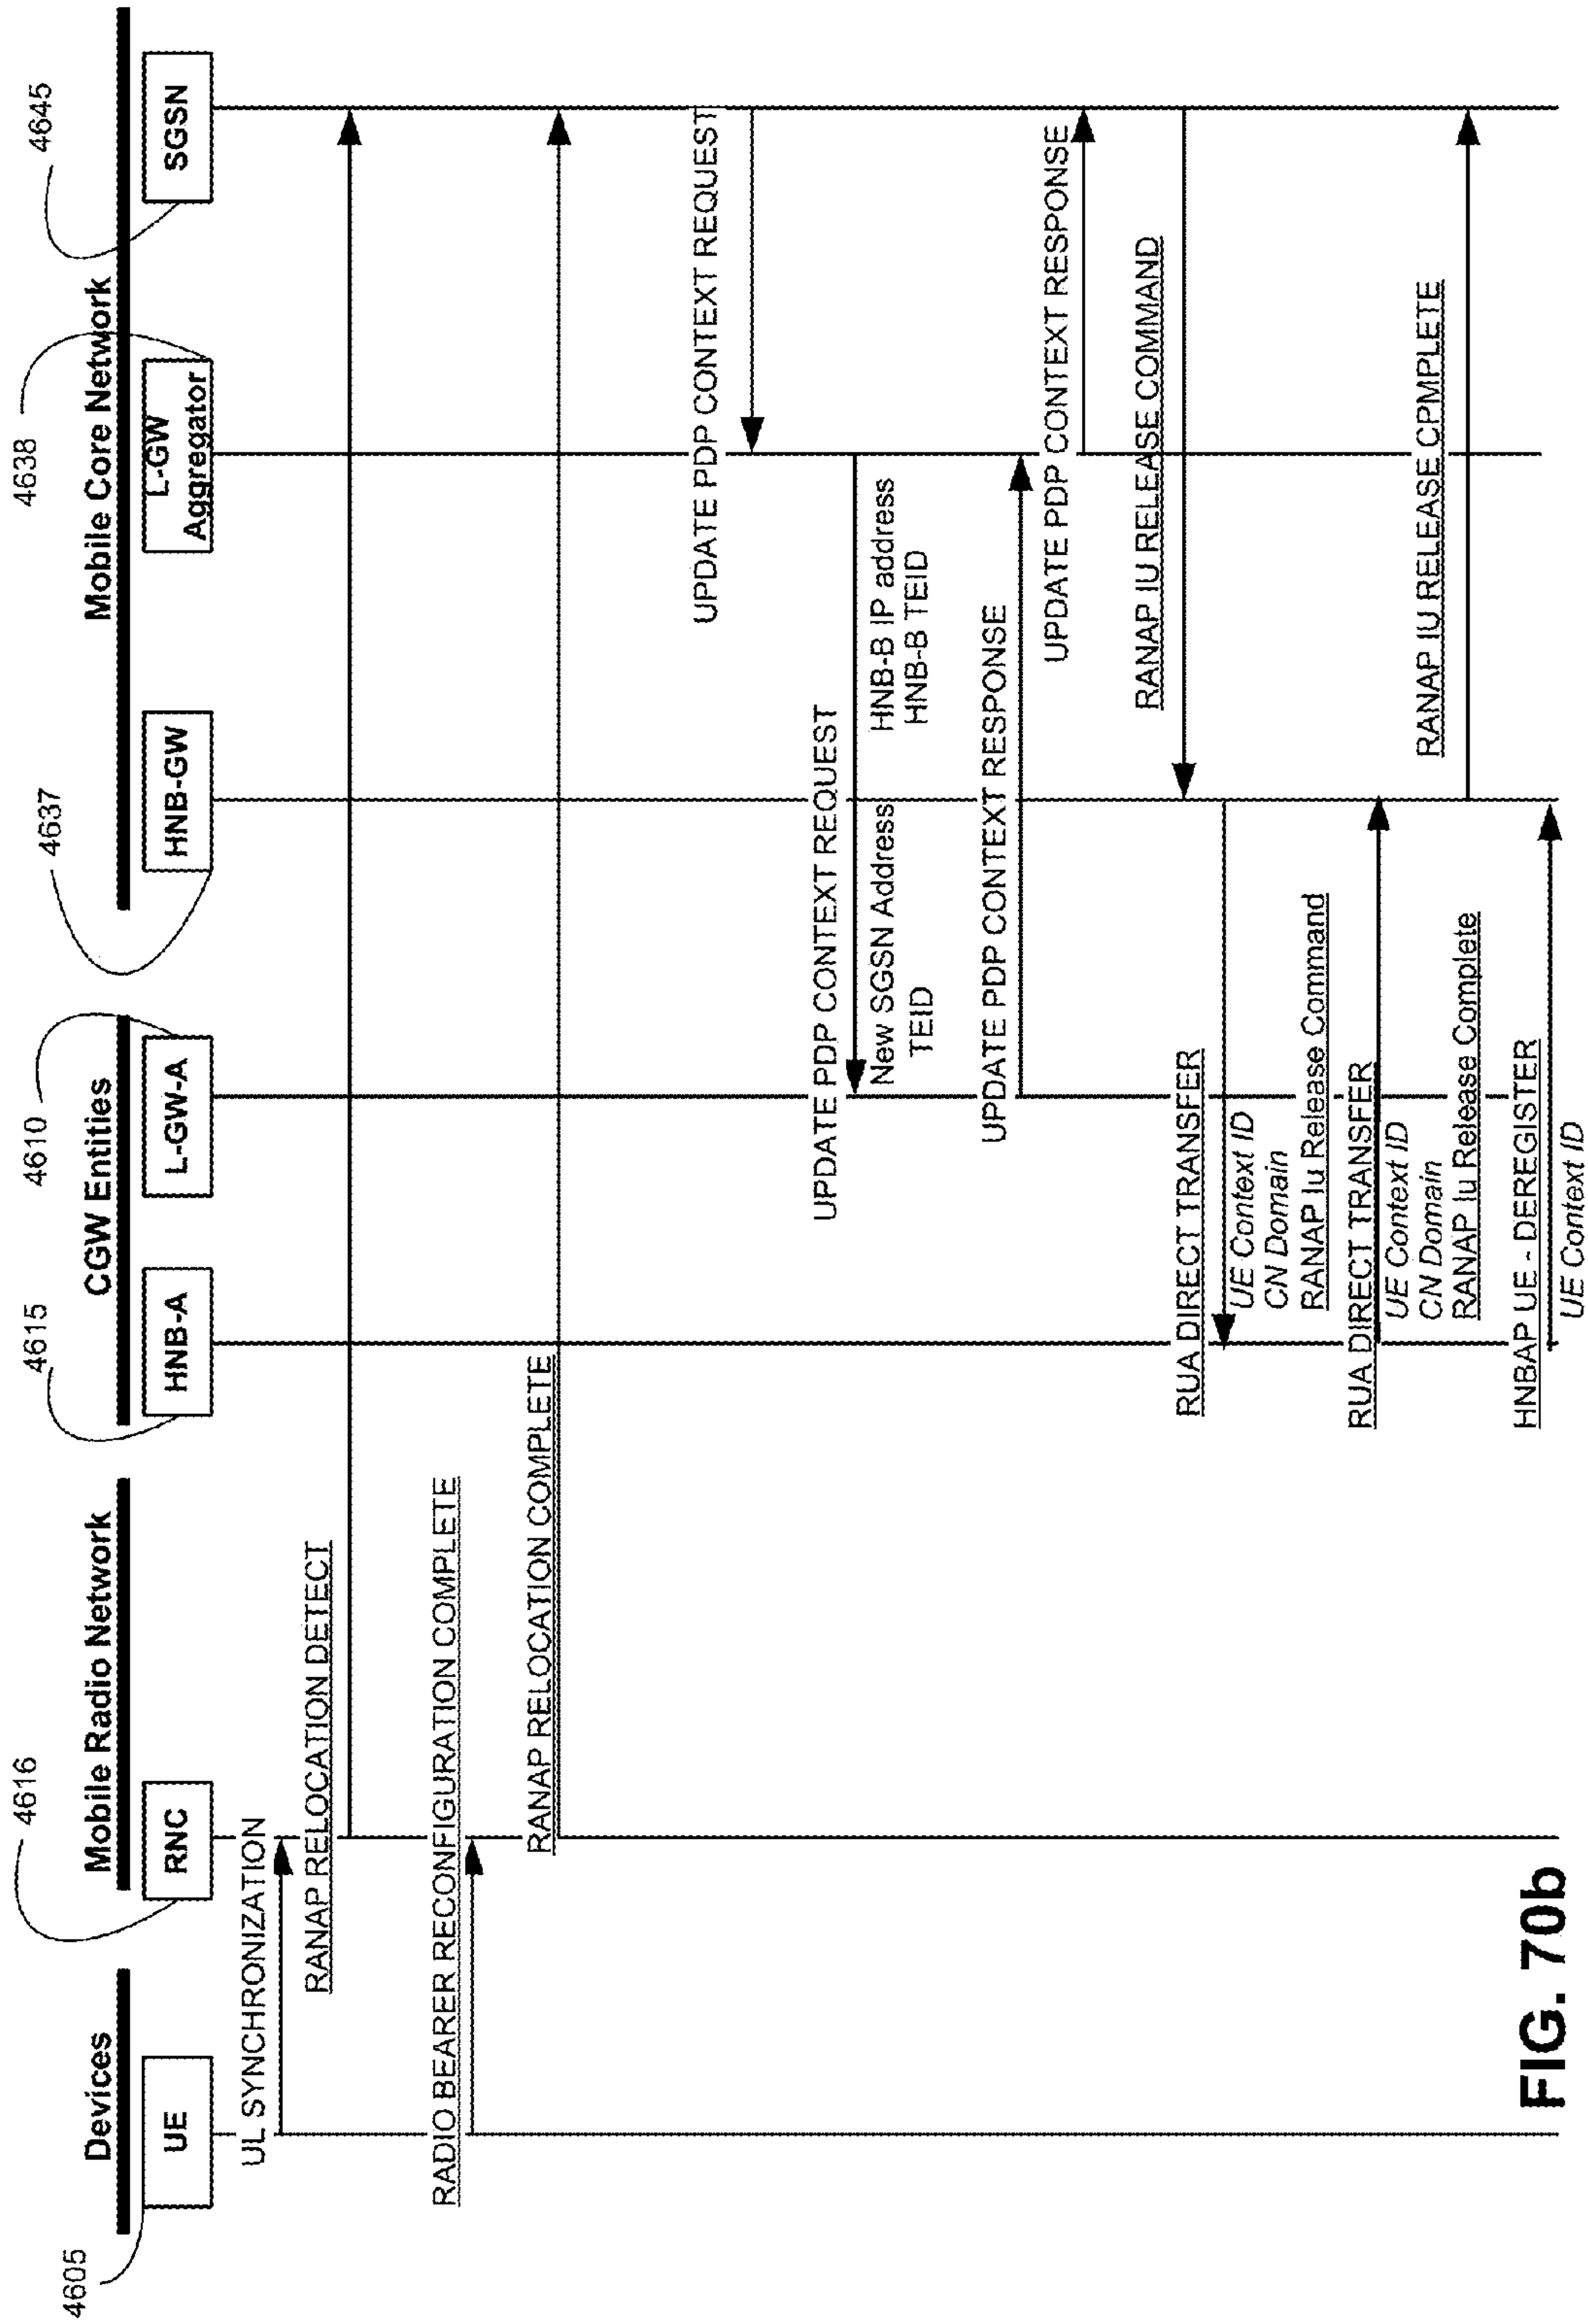 Devices
Mobile Radio Network
CGW Entities
Mobile Core Network
4605
4616
4615
4610
4637
4638
4645
UE
RNC
HNB-A
L-GW-A
HNB-GW
L-GW
Aggregator
SGSN
UL SYNCHRONIZATION
RANAP RELOCATION DETECT
RADIO BEARER RECONFIGURATION COMPLETE
RANAP RELOCATION COMPLETE
UPDATE PDP CONTEXT REQUEST
UPDATE PDP CONTEXT REQUEST
New SGSN Address
TEID
HNB-B IP address
HNB-B TEID
UPDATE PDP CONTEXT RESPONSE
UPDATE PDP CONTEXT RESPONSE
RANAP IU RELEASE COMMAND
RUA DIRECT TRANSFER
UE Context ID
CN Domain
RANAP Iu Release Command
RUA DIRECT TRANSFER
UE Context ID
CN Domain
RANAP Iu Release Complete
RANAP IU RELEASE CPMPLETE
HNBAP UE - DEREGISTER
UE Context ID
FIG. 70b